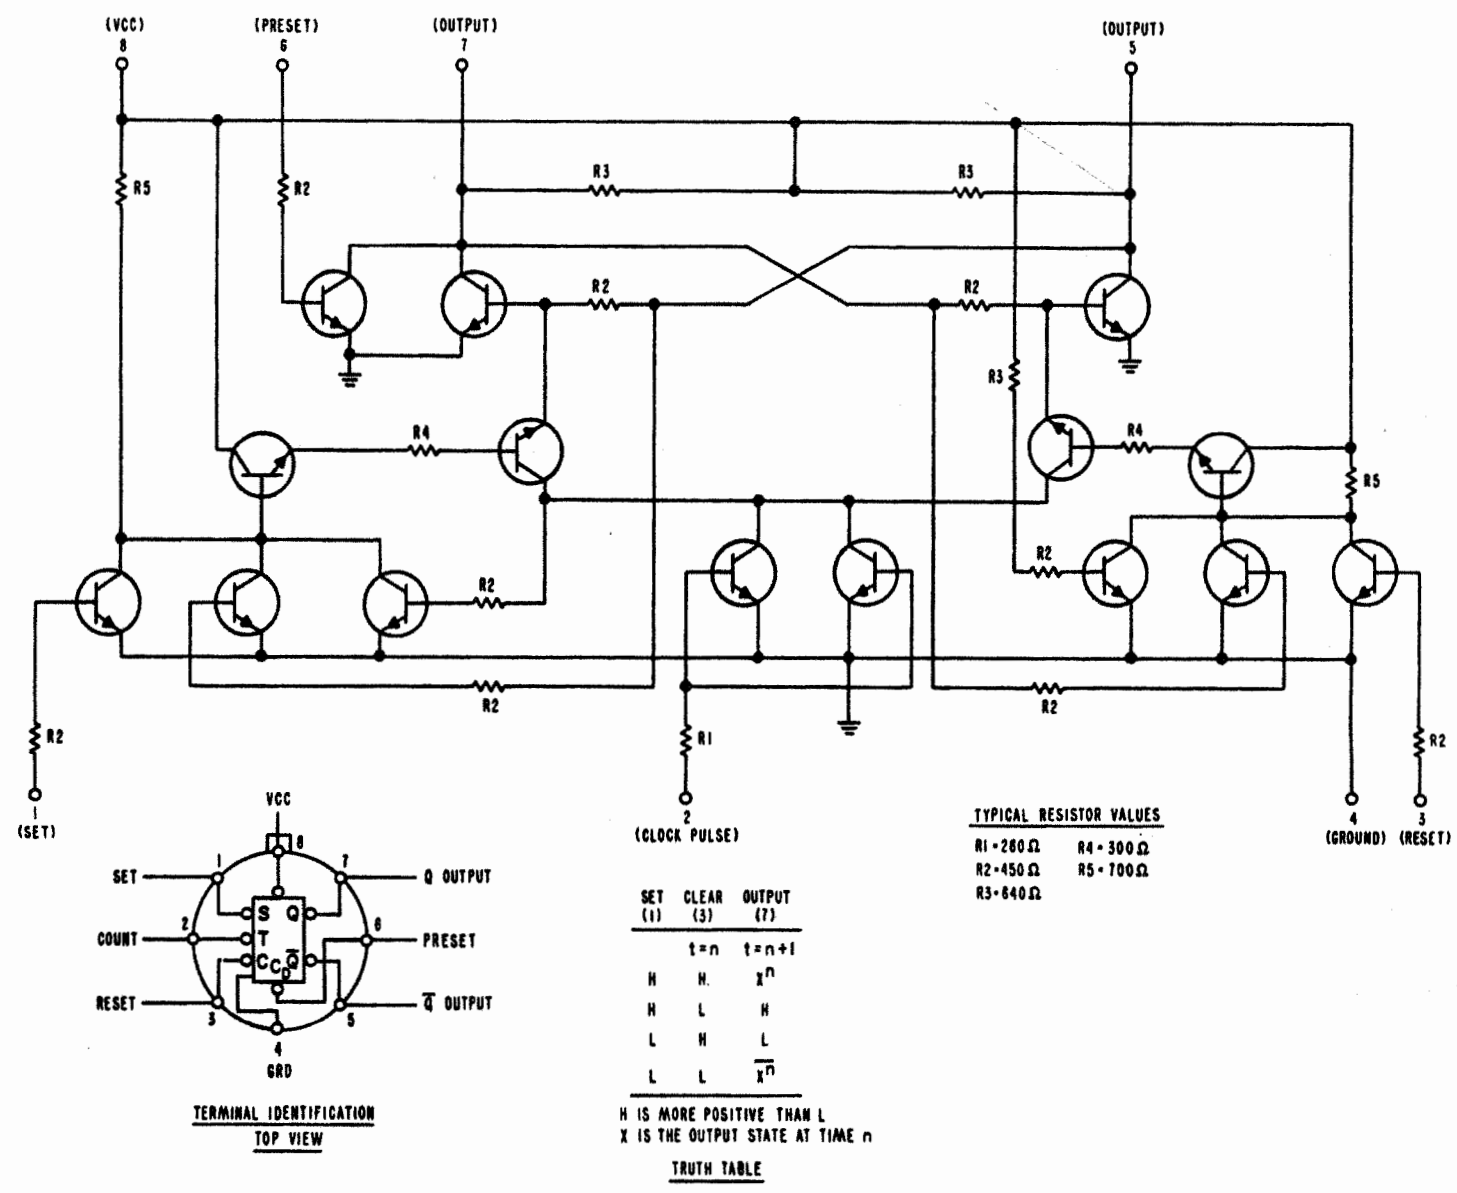 (VCC) (PRESET) (OUTPUT) (OUTPUT)
8 6 7 5
R5 R2 R3 R3
R2 R2
R3
R4 R4
R5
R2 R2
R2 R2
R2 R1 R2
1 2 4 3
(SET) (CLOCK PULSE) (GROUND) (RESET)
VCC
8
SET 1 7 Q OUTPUT
S Q
COUNT 2 T 6 PRESET
C C_D Q̅
RESET 3 5 Q̅ OUTPUT
4
GRD
TERMINAL IDENTIFICATION
TOP VIEW
TYPICAL RESISTOR VALUES
R1=260Ω R4=300Ω
R2=450Ω R5=700Ω
R3=640Ω
SET CLEAR OUTPUT
(1) (3) (7)
t=n t=n+1
H H. Xⁿ
H L H
L H L
L L X̅ⁿ
H IS MORE POSITIVE THAN L
X IS THE OUTPUT STATE AT TIME n
TRUTH TABLE